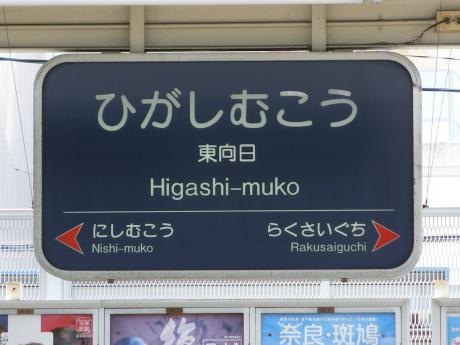 ひがしむこう
東向日
Higashi-muko
にしむこう
Nishi-muko
らくさいぐち
Rakusaiguchi
奈良・斑鳩